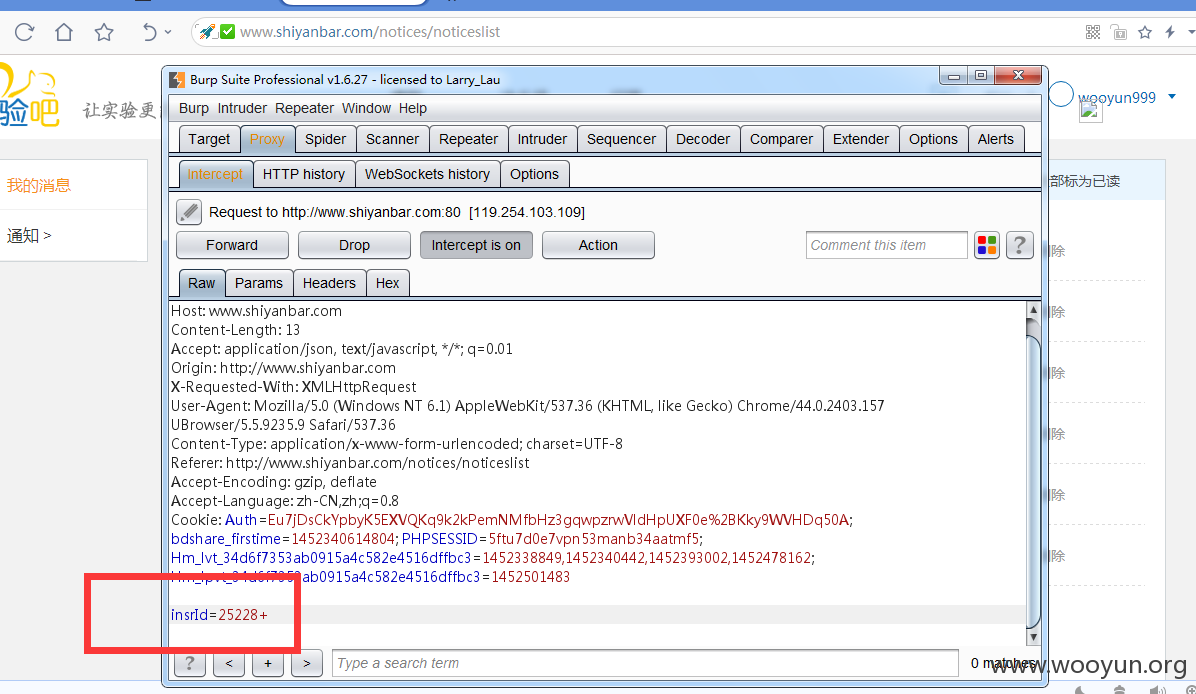 www.shiyanbar.com/notices/noticeslist
验吧
让实验更
wooyun999
Burp Suite Professional v1.6.27 - licensed to Larry_Lau
Burp Intruder Repeater Window Help
Target Proxy Spider Scanner Repeater Intruder Sequencer Decoder Comparer Extender Options Alerts
Intercept HTTP history WebSockets history Options
我的消息
部标为已读
通知 >
Request to http://www.shiyanbar.com:80 [119.254.103.109]
Forward Drop Intercept is on Action Comment this item ?
除
Raw Params Headers Hex
Host: www.shiyanbar.com
除
Content-Length: 13
Accept: application/json, text/javascript, */*; q=0.01
Origin: http://www.shiyanbar.com
除
X-Requested-With: XMLHttpRequest
User-Agent: Mozilla/5.0 (Windows NT 6.1) AppleWebKit/537.36 (KHTML, like Gecko) Chrome/44.0.2403.157
UBrowser/5.5.9235.9 Safari/537.36
除
Content-Type: application/x-www-form-urlencoded; charset=UTF-8
Referer: http://www.shiyanbar.com/notices/noticeslist
Accept-Encoding: gzip, deflate
除
Accept-Language: zh-CN,zh;q=0.8
Cookie: Auth=Eu7jDsCkYpbyK5EXVQKq9k2kPemNMfbHz3gqwpzrwVldHpUXF0e%2BKky9WVHDq50A;
bdshare_firstime=1452340614804; PHPSESSID=5ftu7d0e7vpn53manb34aatmf5;
Hm_lvt_34d6f7353ab0915a4c582e4516dffbc3=1452338849,1452340442,1452393002,1452478162;
除
Hm_lpvt_34d6f7353ab0915a4c582e4516dffbc3=1452501483
insrId=25228+
? < + > Type a search term 0 matches
www.wooyun.org